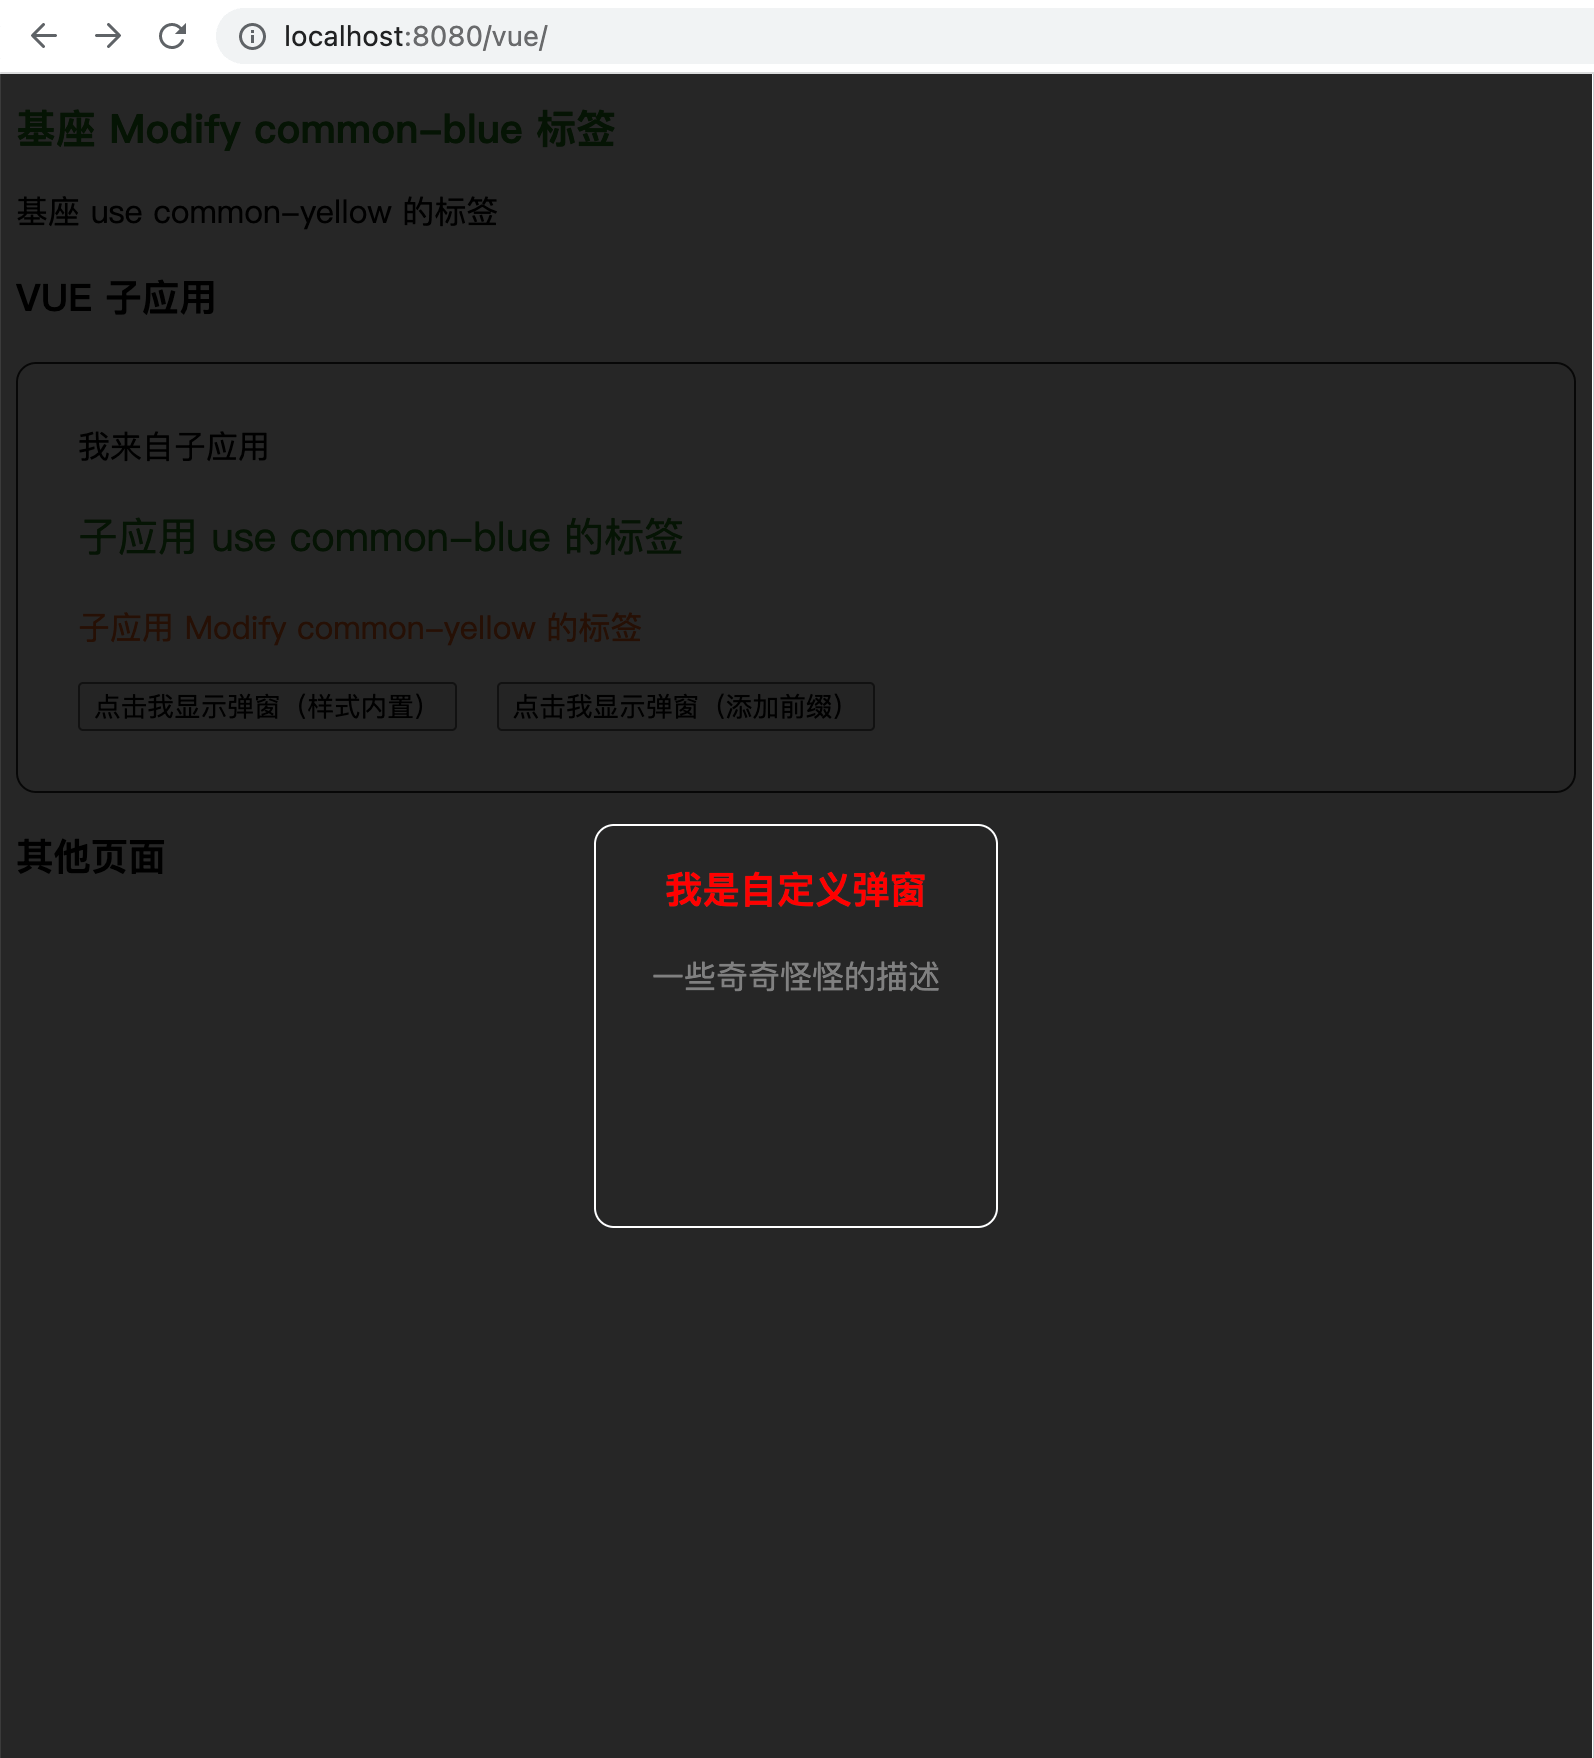 localhost:8080/vue/
基座 Modify common-blue 标签
基座 use common-yellow 的标签
VUE 子应用
我来自子应用
子应用 use common-blue 的标签
子应用 Modify common-yellow 的标签
点击我显示弹窗（样式内置） 点击我显示弹窗（添加前缀）
其他页面
我是自定义弹窗
一些奇奇怪怪的描述